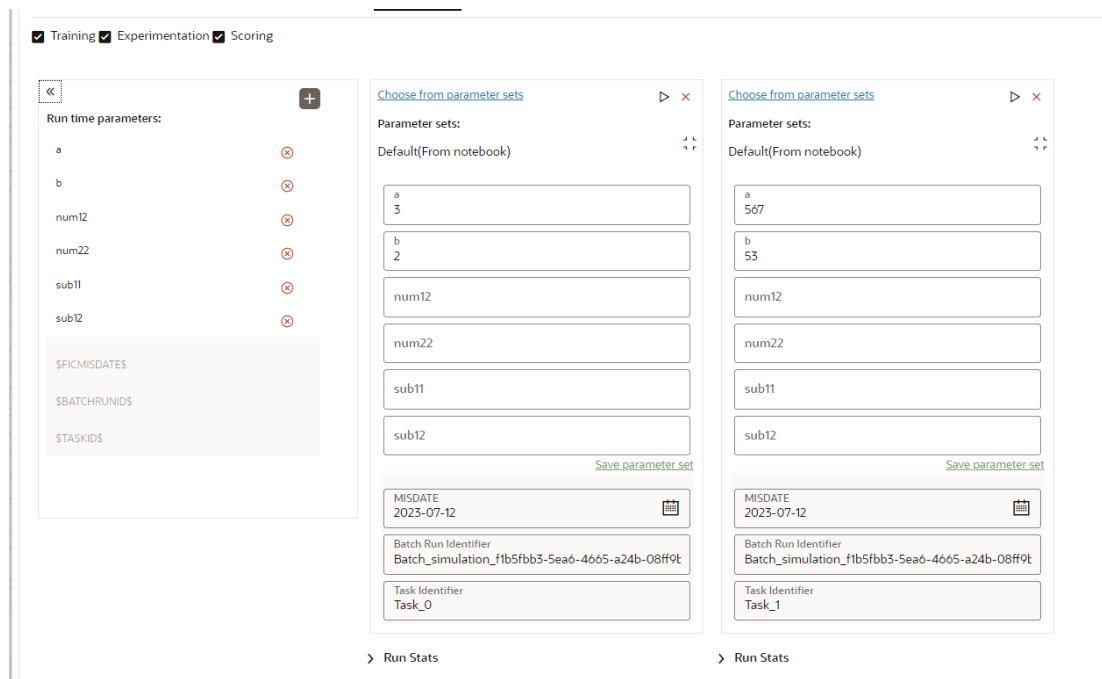 Training Experimentation Scoring
«
Run time parameters:
a
b
num12
num22
sub11
sub12
$FICMISDATE$
$BATCHRUNID$
$TASKID$
Choose from parameter sets
Parameter sets:
Default(From notebook)
a
3
b
2
num12
num22
sub11
sub12
Save parameter set
MISDATE
2023-07-12
Batch Run Identifier
Batch_simulation_f1b5fbb3-5ea6-4665-a24b-08ff9b
Task Identifier
Task_0
Run Stats
Choose from parameter sets
Parameter sets:
Default(From notebook)
a
567
b
53
num12
num22
sub11
sub12
Save parameter set
MISDATE
2023-07-12
Batch Run Identifier
Batch_simulation_f1b5fbb3-5ea6-4665-a24b-08ff9b
Task Identifier
Task_1
Run Stats